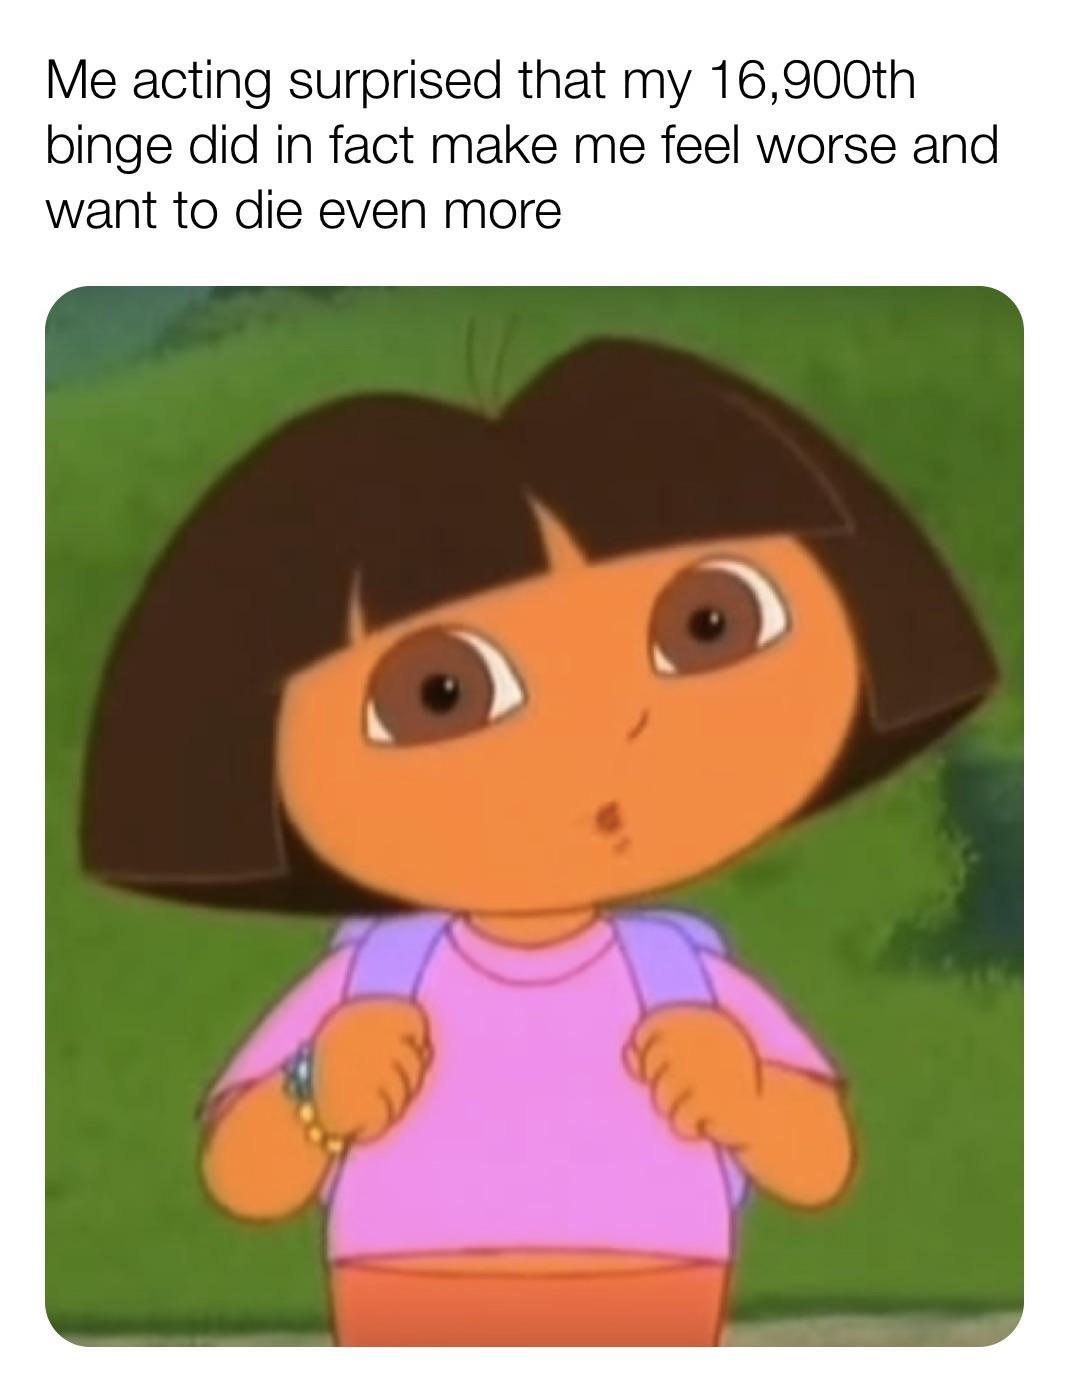 Me acting surprised that my 16,900th
binge did in fact make me feel worse and
want to die even more